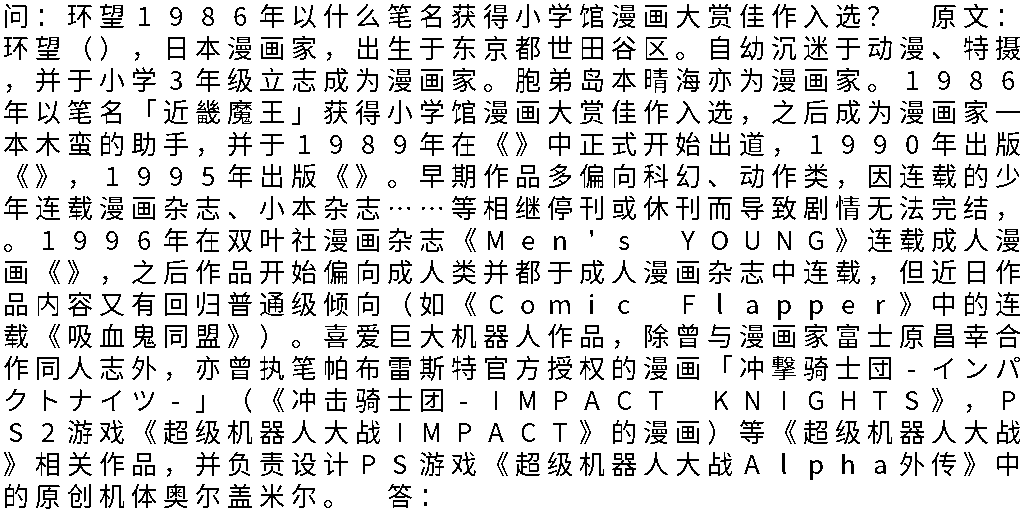 问：环望１９８６年以什么笔名获得小学馆漫画大赏佳作入选？　原文：
环望（），日本漫画家，出生于东京都世田谷区。自幼沉迷于动漫、特摄
，并于小学３年级立志成为漫画家。胞弟岛本晴海亦为漫画家。１９８６
年以笔名「近畿魔王」获得小学馆漫画大赏佳作入选，之后成为漫画家一
本木蛮的助手，并于１９８９年在《》中正式开始出道，１９９０年出版
《》，１９９５年出版《》。早期作品多偏向科幻、动作类，因连载的少
年连载漫画杂志、小本杂志……等相继停刊或休刊而导致剧情无法完结，
。１９９６年在双叶社漫画杂志《Ｍｅｎ＇ｓ　ＹＯＵＮＧ》连载成人漫
画《》，之后作品开始偏向成人类并都于成人漫画杂志中连载，但近日作
品内容又有回归普通级倾向（如《Ｃｏｍｉｃ　Ｆｌａｐｐｅｒ》中的连
载《吸血鬼同盟》）。喜爱巨大机器人作品，除曾与漫画家富士原昌幸合
作同人志外，亦曾执笔帕布雷斯特官方授权的漫画「冲撃骑士団－インパ
クトナイツ－」（《冲击骑士团－ＩＭＰＡＣＴ　ＫＮＩＧＨＴＳ》，Ｐ
Ｓ２游戏《超级机器人大战ＩＭＰＡＣＴ》的漫画）等《超级机器人大战
》相关作品，并负责设计ＰＳ游戏《超级机器人大战Ａｌｐｈａ外传》中
的原创机体奥尔盖米尔。　答：